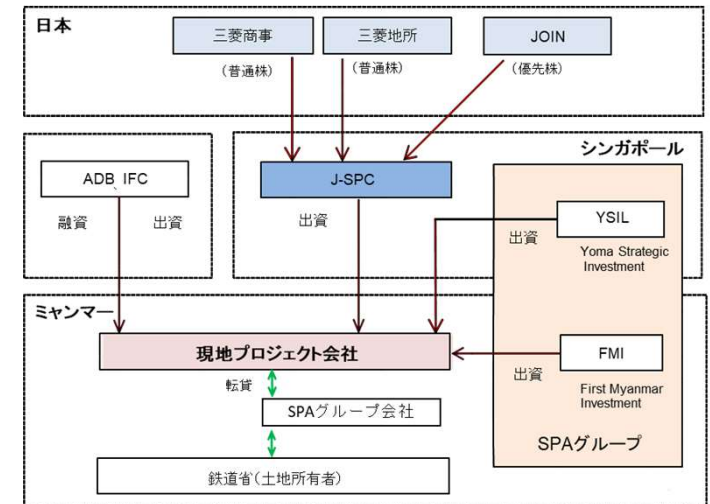 日本
三菱商事
三菱地所
JOIN
(普通株)
(普通株)
(優先株)
シンガポール
ADB、IFC
J-SPC
融資
出資
出資
YSIL
出資
Yoma Strategic
Investment
ミャンマー
現地プロジェクト会社
FMI
転貸
出資
First Myanmar
Investment
SPAグループ会社
SPAグループ
鉄道省(土地所有者)